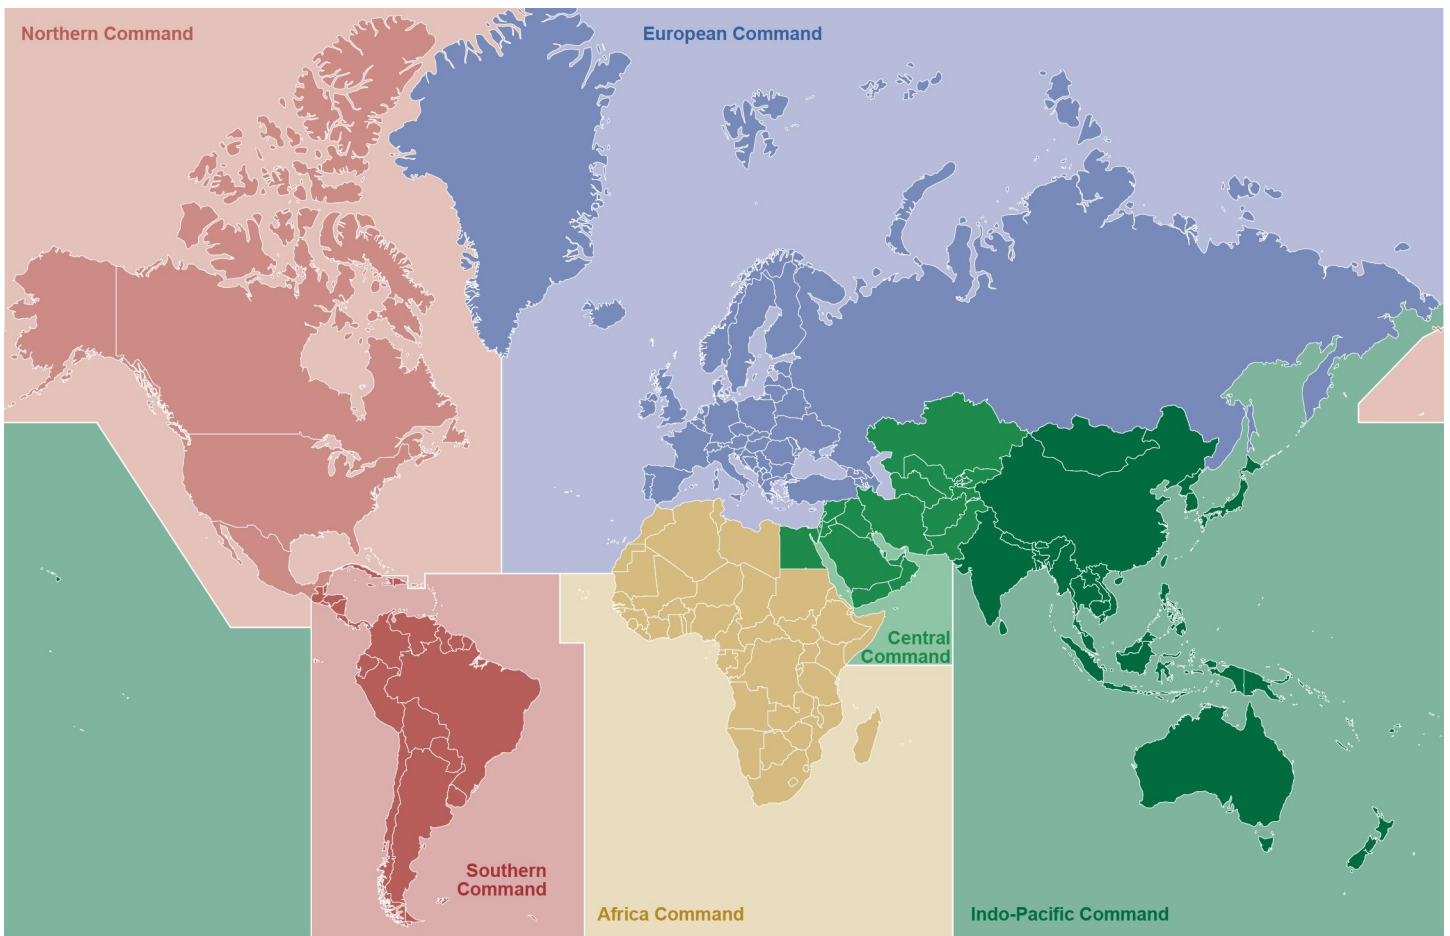 Northern Command
European Command
Central
Command
Southern
Command
Africa Command
Indo-Pacific Command